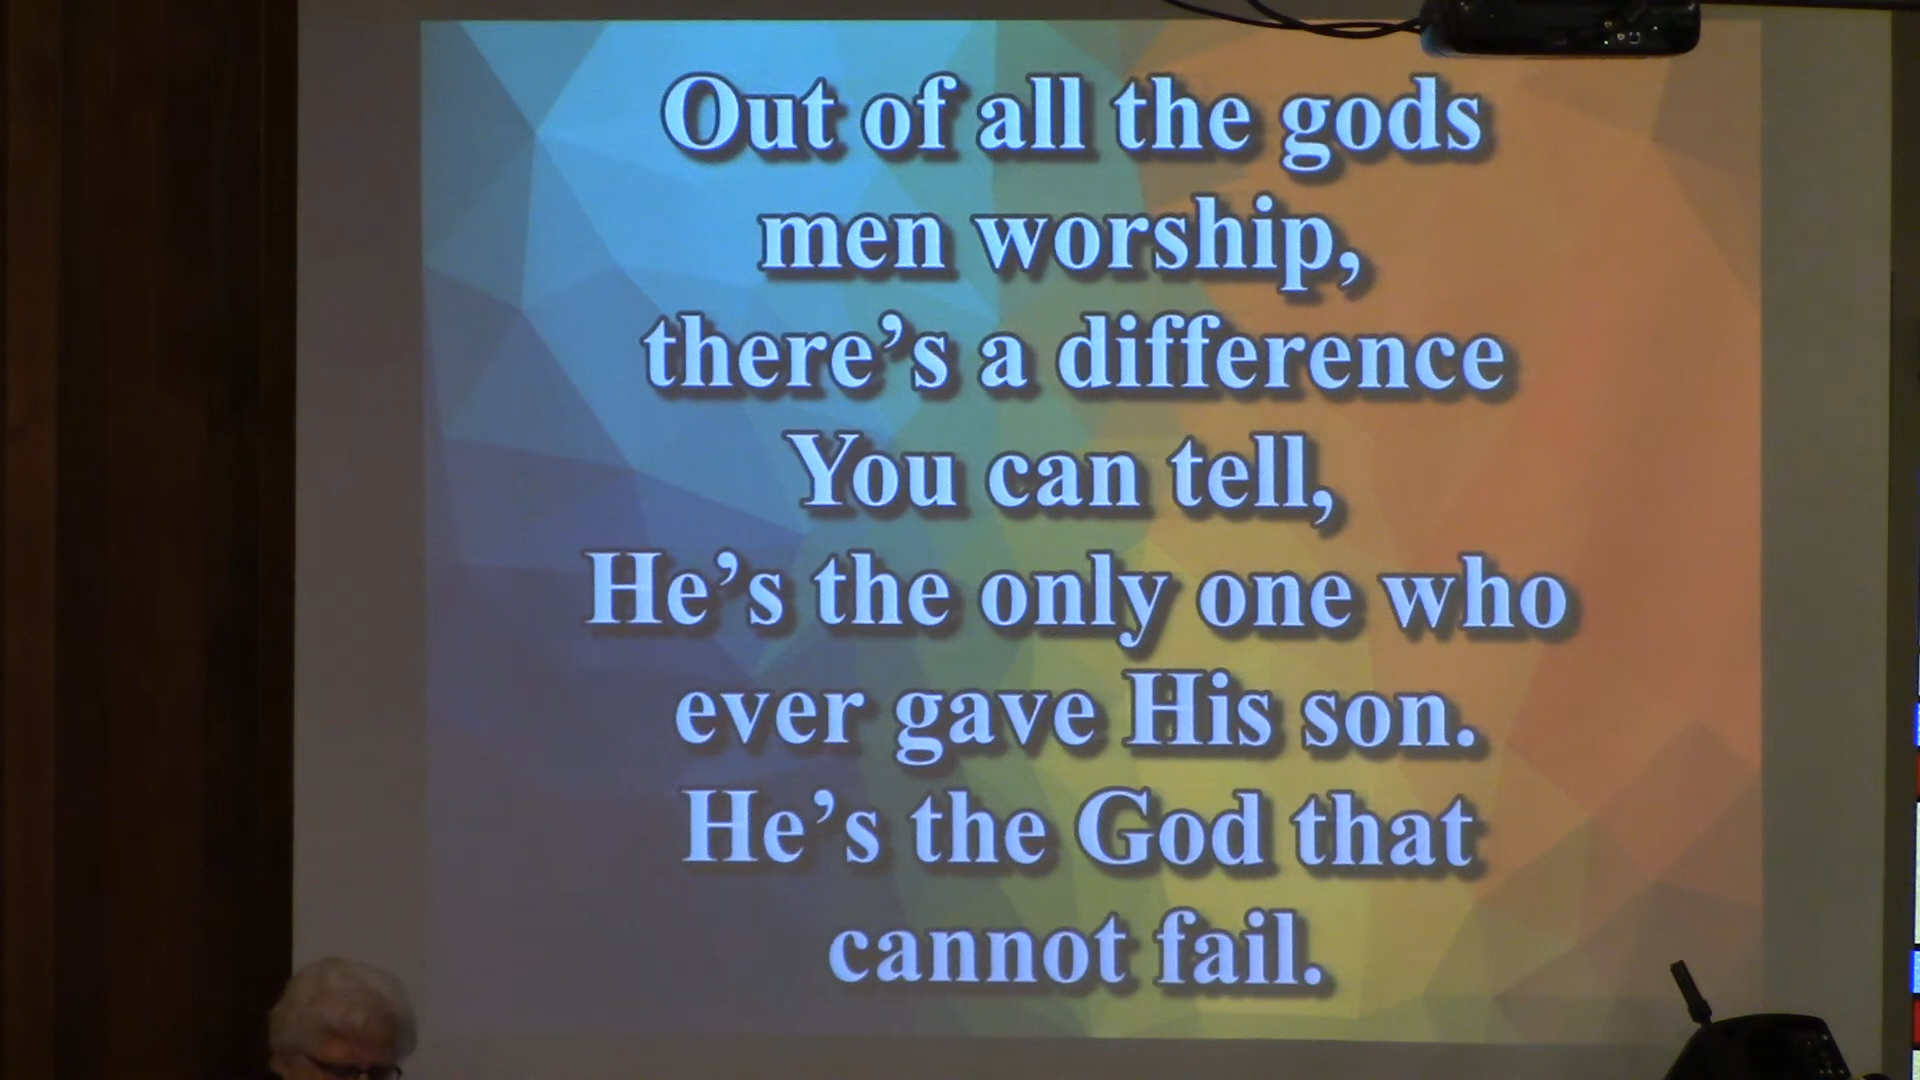 Out of all the gods
men worship,
there’s a difference
You can tell,
He’s the only one who
ever gave His son.
He’s the God that
cannot fail.